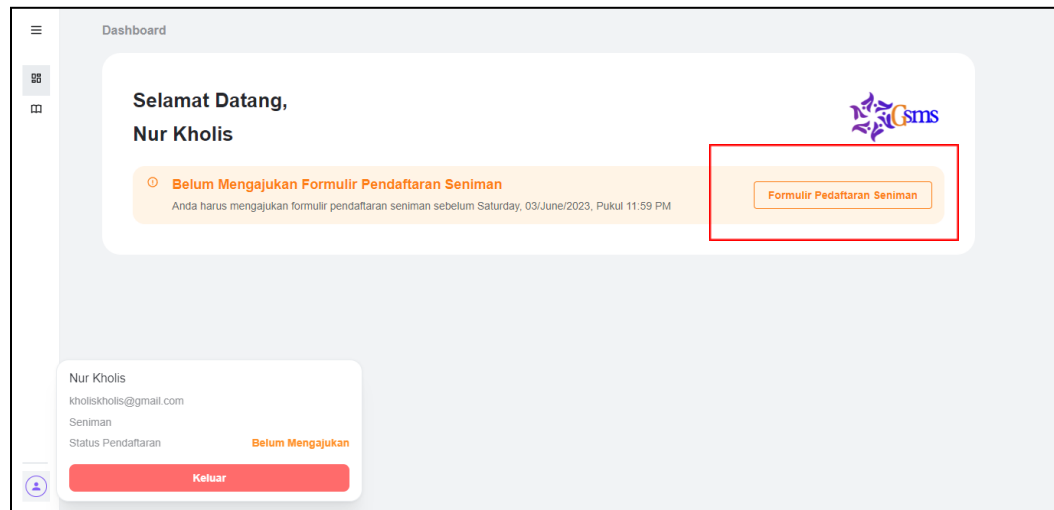 Dashboard
Selamat Datang,
Nur Kholis
Gsms
Belum Mengajukan Formulir Pendaftaran Seniman
Anda harus mengajukan formulir pendaftaran seniman sebelum Saturday, 03/June/2023, Pukul 11:59 PM
Formulir Pedaftaran Seniman
Nur Kholis
kholiskholis@gmail.com
Seniman
Status Pendaftaran Belum Mengajukan
Keluar